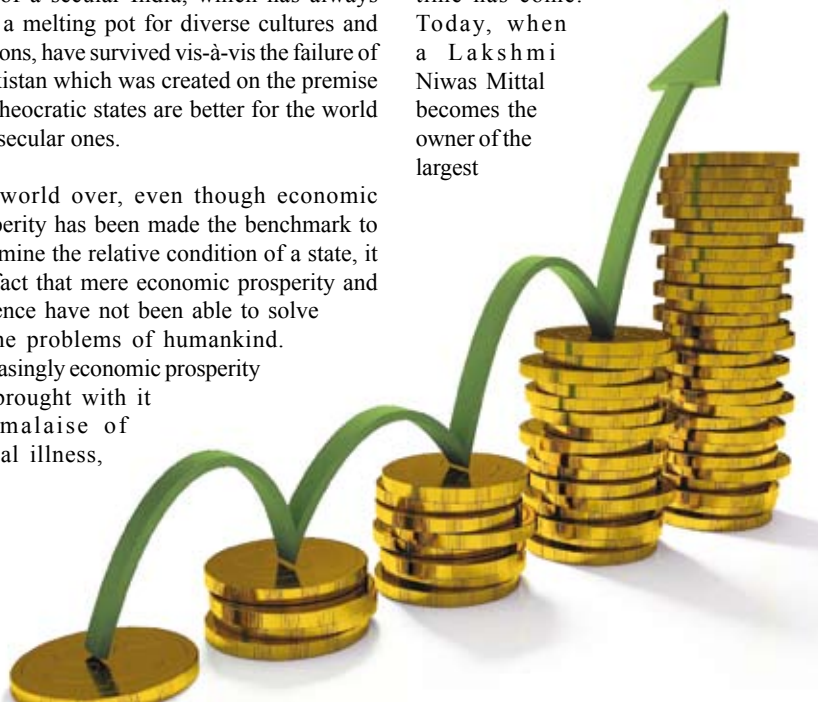 of a secular India, which has always
a melting pot for diverse cultures and
ons, have survived vis-à-vis the failure of
kistan which was created on the premise
heocratic states are better for the world
secular ones.
world over, even though economic
perity has been made the benchmark to
mine the relative condition of a state, it
fact that mere economic prosperity and
ence have not been able to solve
he problems of humankind.
asingly economic prosperity
brought with it
malaise of
al illness,
time has come.
Today, when
a Lakshmi
Niwas Mittal
becomes the
owner of the
largest